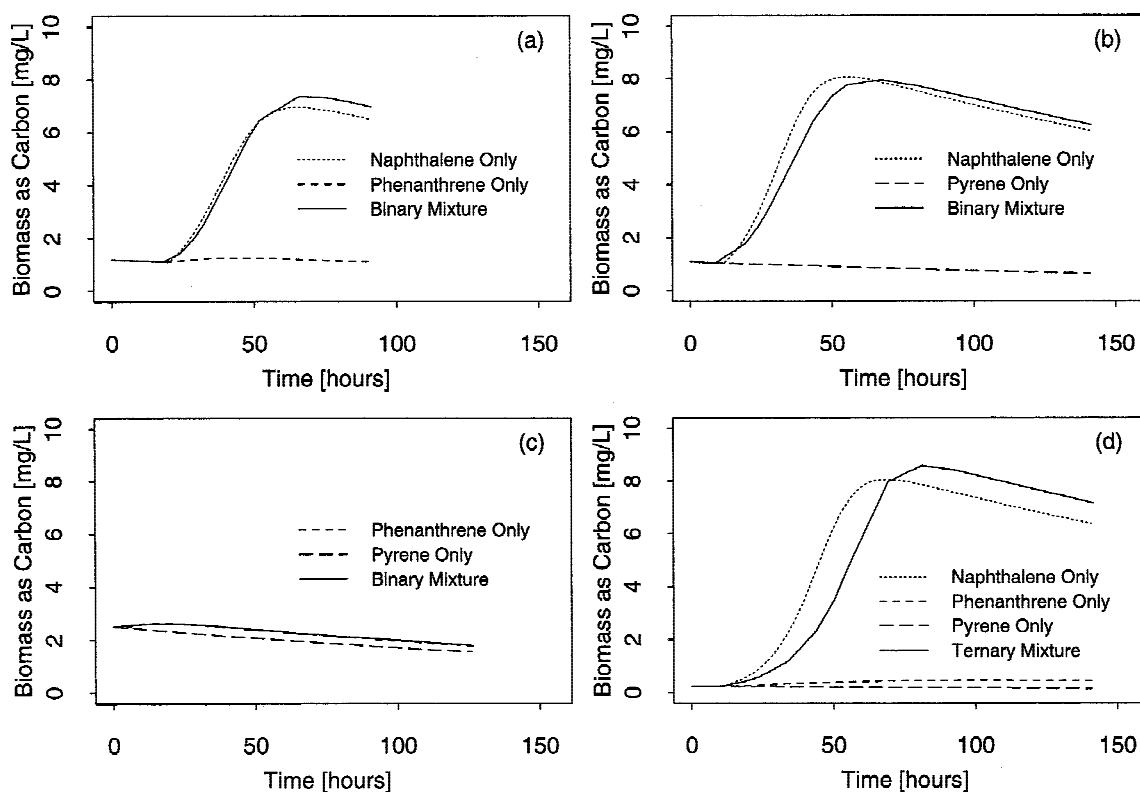 (a)
Biomass as Carbon [mg/L]
10
8
6
4
2
0
Naphthalene Only
Phenanthrene Only
Binary Mixture
0 50 100 150
Time [hours]
(b)
Biomass as Carbon [mg/L]
10
8
6
4
2
0
Naphthalene Only
Pyrene Only
Binary Mixture
0 50 100 150
Time [hours]
(c)
Biomass as Carbon [mg/L]
10
8
6
4
2
0
Phenanthrene Only
Pyrene Only
Binary Mixture
0 50 100 150
Time [hours]
(d)
Biomass as Carbon [mg/L]
10
8
6
4
2
0
Naphthalene Only
Phenanthrene Only
Pyrene Only
Ternary Mixture
0 50 100 150
Time [hours]